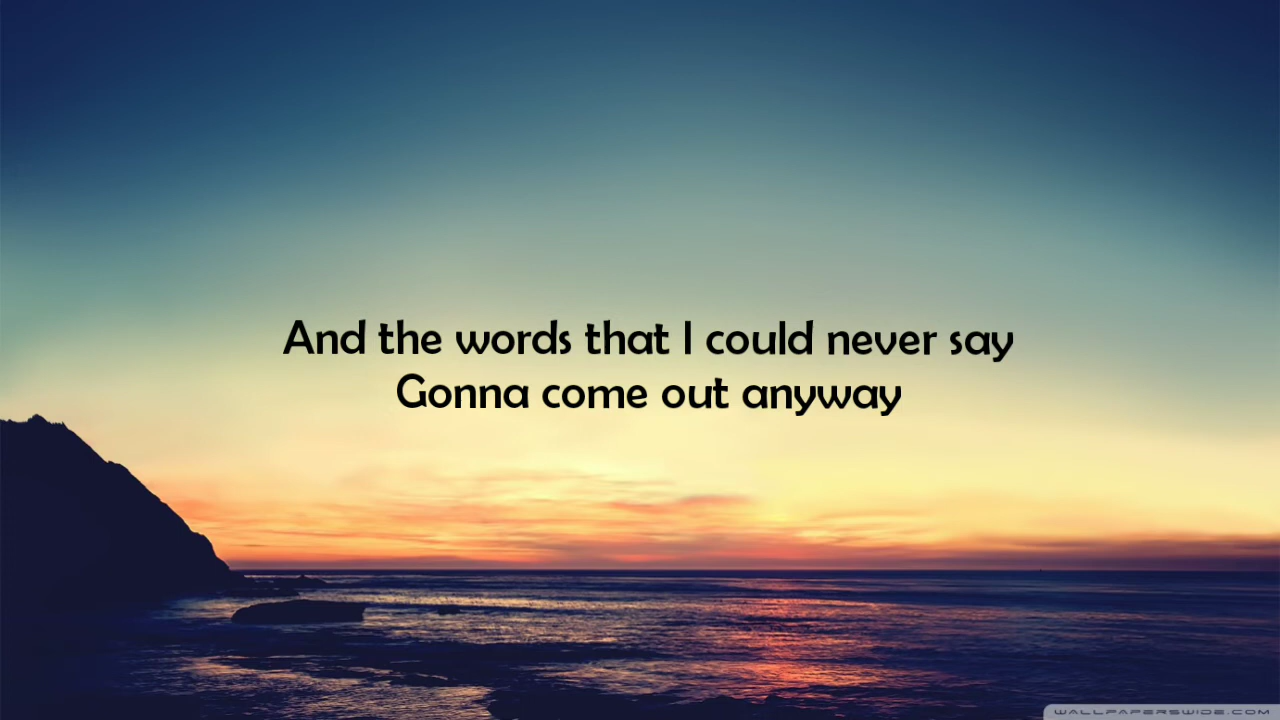 And the words that I could never say
Gonna come out anyway
WALLPAPERSWIDE.COM